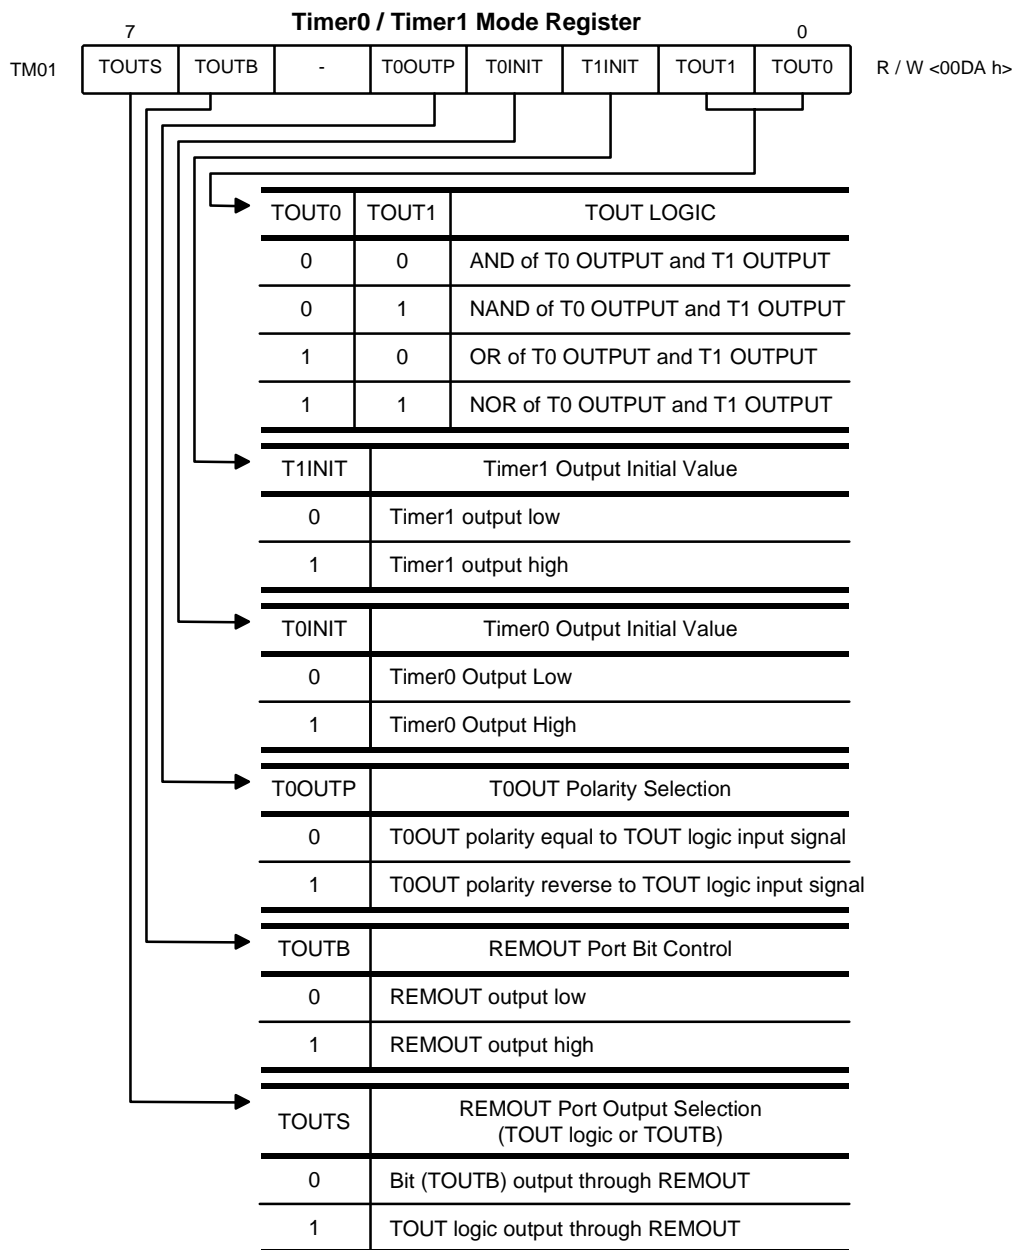 Timer0 / Timer1 Mode Register
7 0
TM01 TOUTS TOUTB - T0OUTP T0INIT T1INIT TOUT1 TOUT0 R / W <00DA h>
TOUT0 TOUT1 TOUT LOGIC
0 0 AND of T0 OUTPUT and T1 OUTPUT
0 1 NAND of T0 OUTPUT and T1 OUTPUT
1 0 OR of T0 OUTPUT and T1 OUTPUT
1 1 NOR of T0 OUTPUT and T1 OUTPUT
T1INIT Timer1 Output Initial Value
0 Timer1 output low
1 Timer1 output high
T0INIT Timer0 Output Initial Value
0 Timer0 Output Low
1 Timer0 Output High
T0OUTP T0OUT Polarity Selection
0 T0OUT polarity equal to TOUT logic input signal
1 T0OUT polarity reverse to TOUT logic input signal
TOUTB REMOUT Port Bit Control
0 REMOUT output low
1 REMOUT output high
TOUTS REMOUT Port Output Selection
(TOUT logic or TOUTB)
0 Bit (TOUTB) output through REMOUT
1 TOUT logic output through REMOUT